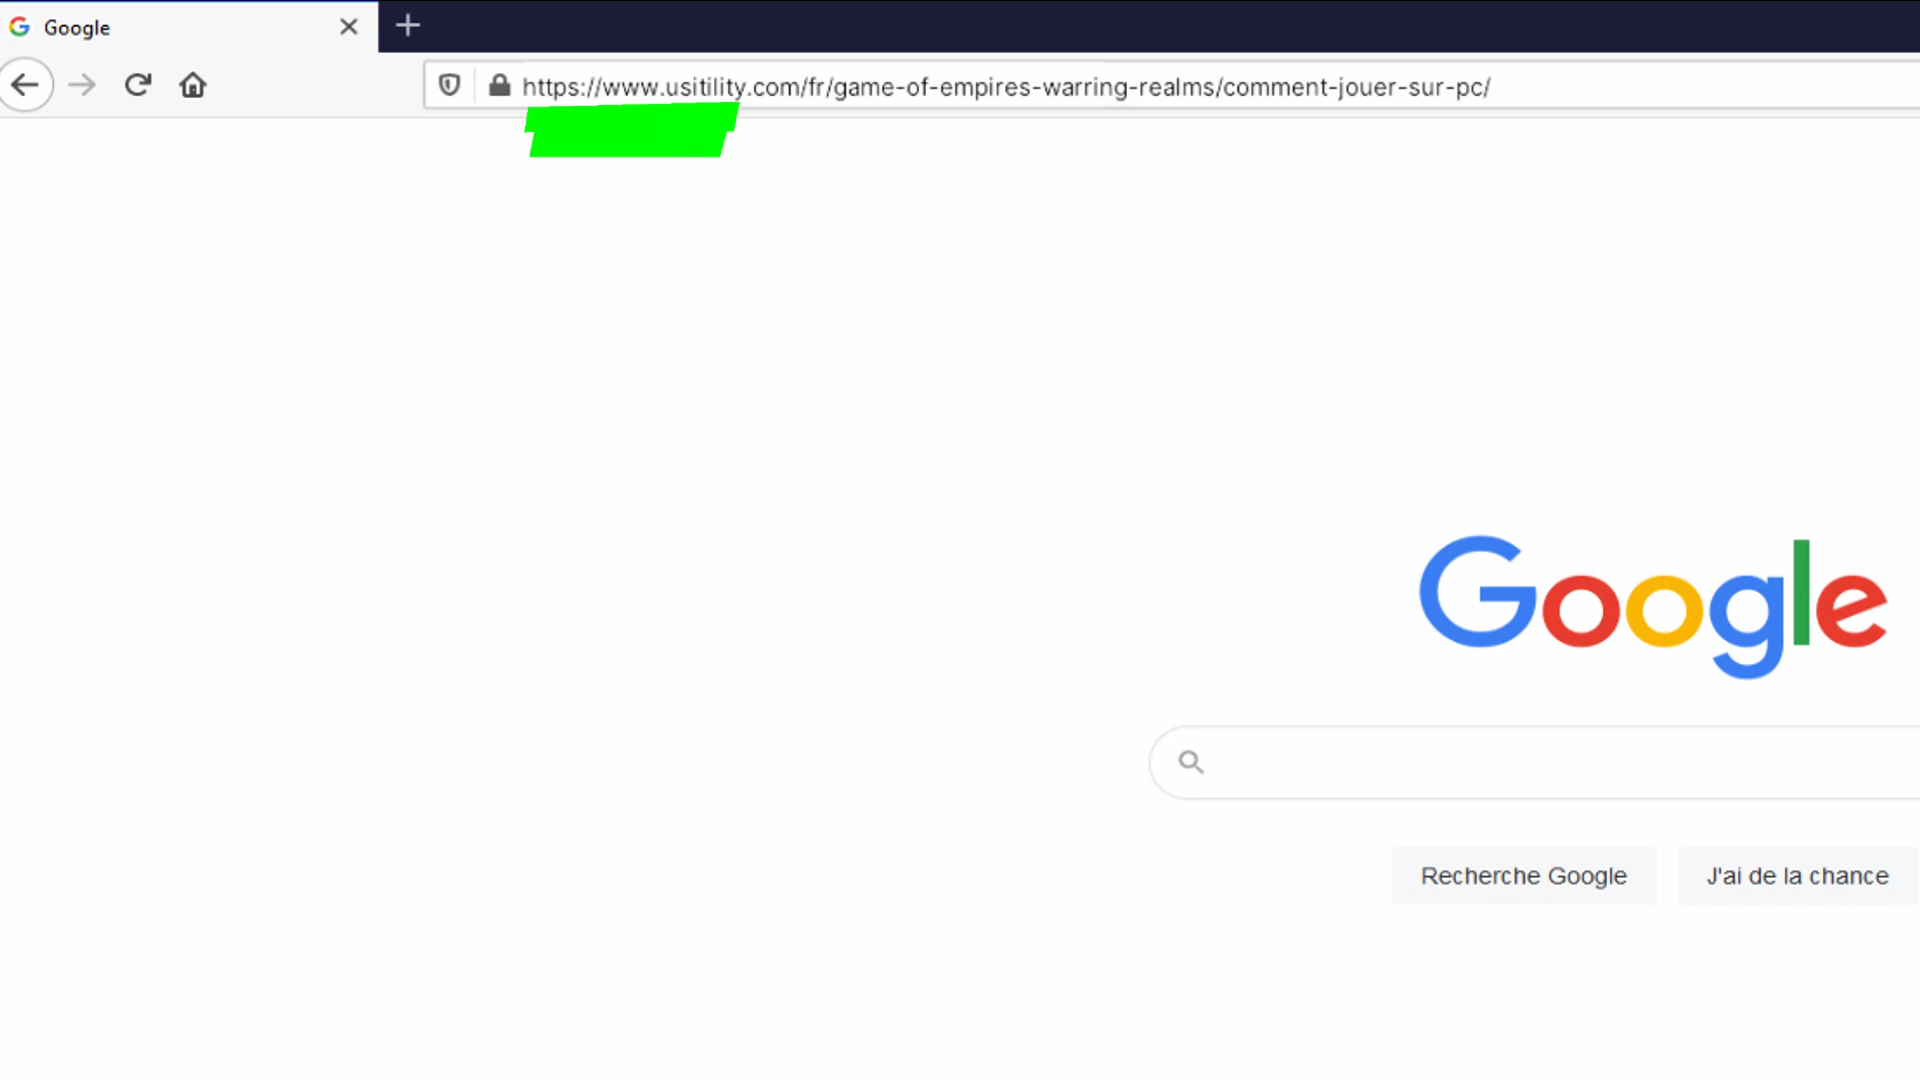 Google
https://www.usitility.com/fr/game-of-empires-warring-realms/comment-jouer-sur-pc/
Google
Recherche Google
J'ai de la chance